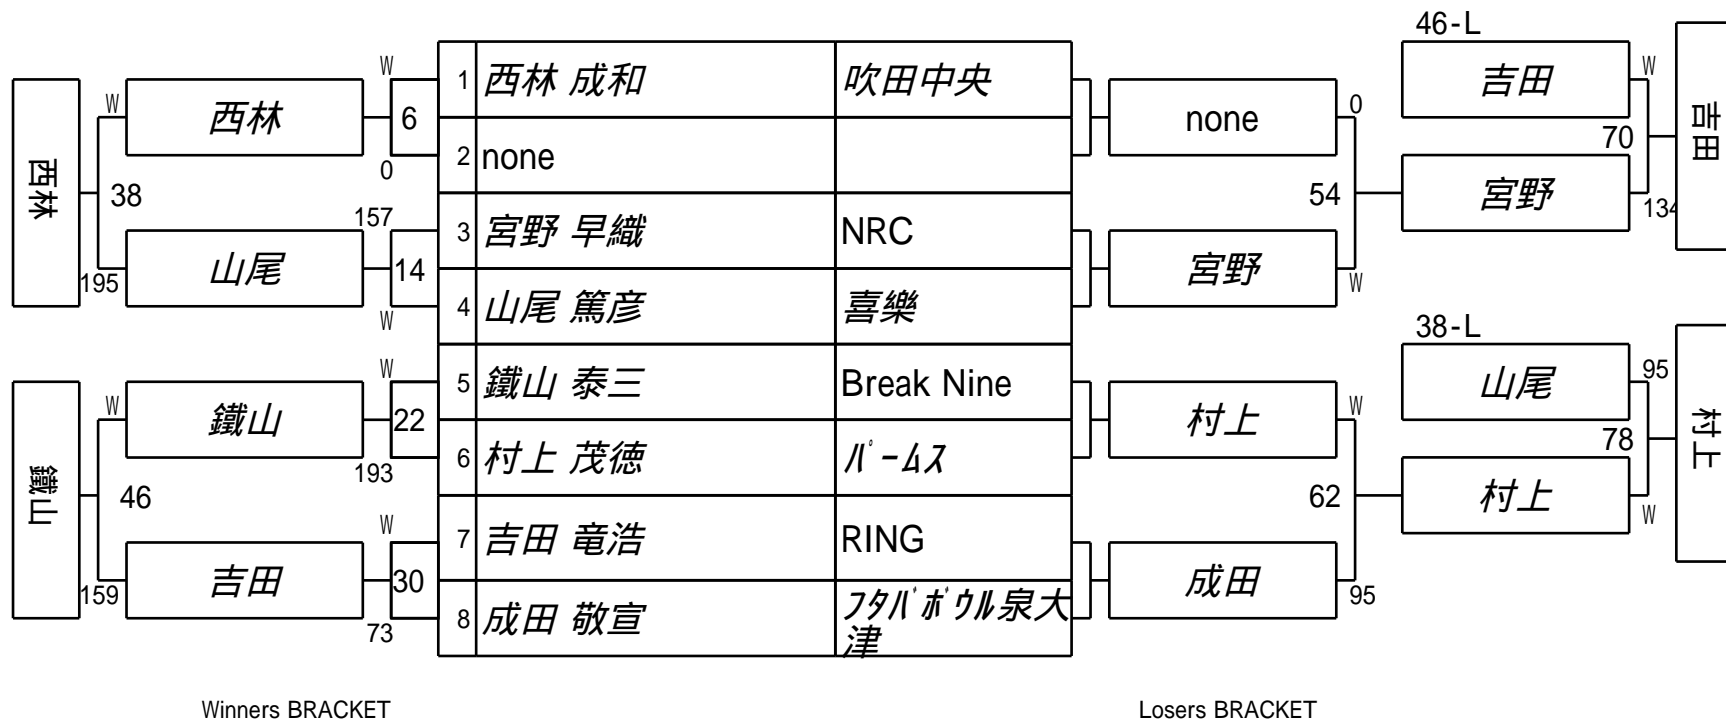 46-L
W
1 西林 成和 吹田中央
W 西林 6 none 0 吉田 W
0 2 none 70 吉田
西林 38 54 宮野 134
157 3 宮野 早織 NRC
195 山尾 14 宮野 W
W 4 山尾 篤彦 喜樂
38-L
W 5 鐵山 泰三 Break Nine 山尾 95
W 鐵山 22 村上 W
193 6 村上 茂徳 パームス 78 村上
鐵山 46 62 村上 W
W 7 吉田 竜浩 RING
159 吉田 30 成田 95
73 8 成田 敬宣 フタバボウル泉大
津
Winners BRACKET Losers BRACKET